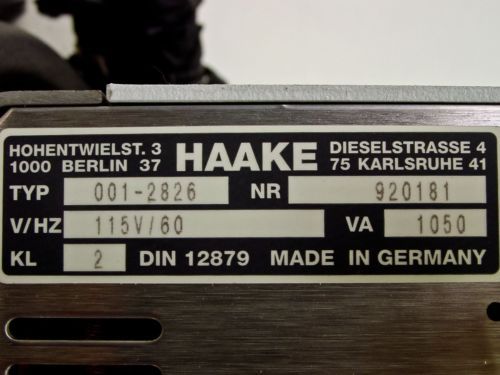 HOHENTWIELST. 3
1000 BERLIN 37
HAAKE
DIESELSTRASSE 4
75 KARLSRUHE 41
TYP 001-2826 NR 920181
V/HZ 115V/60 VA 1050
KL 2 DIN 12879 MADE IN GERMANY